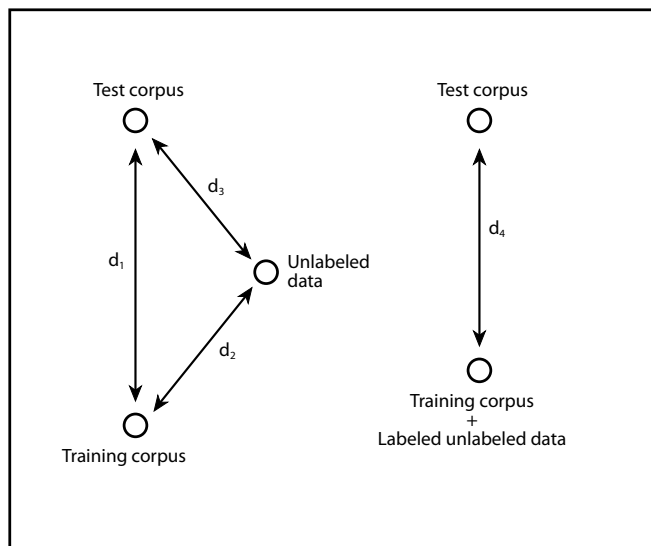 Test corpus
Test corpus
d₃
d₁
d₄
Unlabeled
data
d₂
Training corpus
+
Labeled unlabeled data
Training corpus